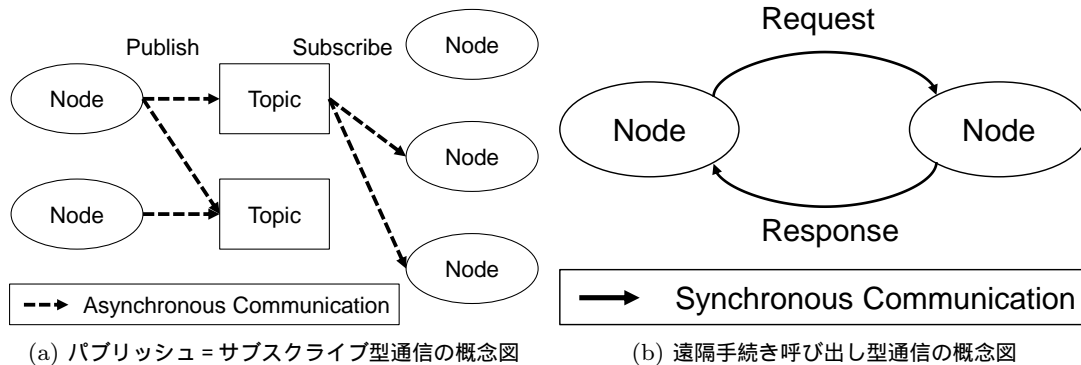 Publish
Subscribe
Node
Node
Topic
Node
Node
Topic
Node
Asynchronous Communication
(a) パブリッシュ = サブスクライブ型通信の概念図
Request
Node
Node
Response
Synchronous Communication
(b) 遠隔手続き呼び出し型通信の概念図